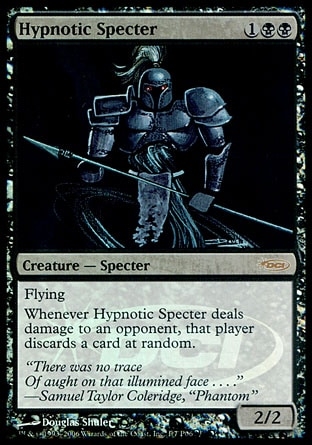 Hypnotic Specter 1
Creature — Specter DCI
Flying
Whenever Hypnotic Specter deals
damage to an opponent, that player
discards a card at random.
"There was no trace
Of aught on that illumined face . . . ."
—Samuel Taylor Coleridge, "Phantom"
DCI
Douglas Shuler
2/2